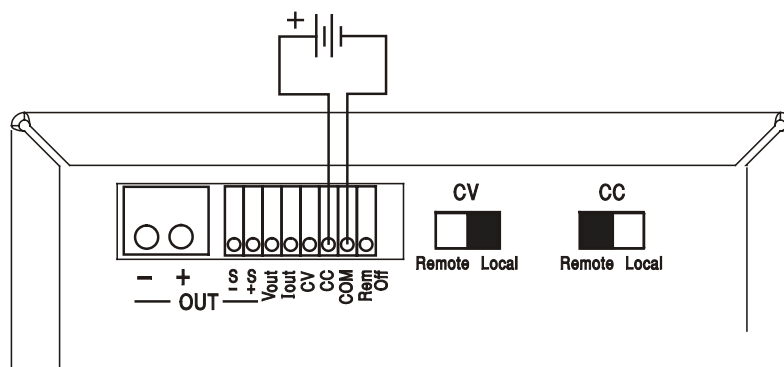 +
CV
CC
Remote Local
Remote Local
- +
OUT
S -
S +
Vout
Iout
CV
CC
COM
Rem Off